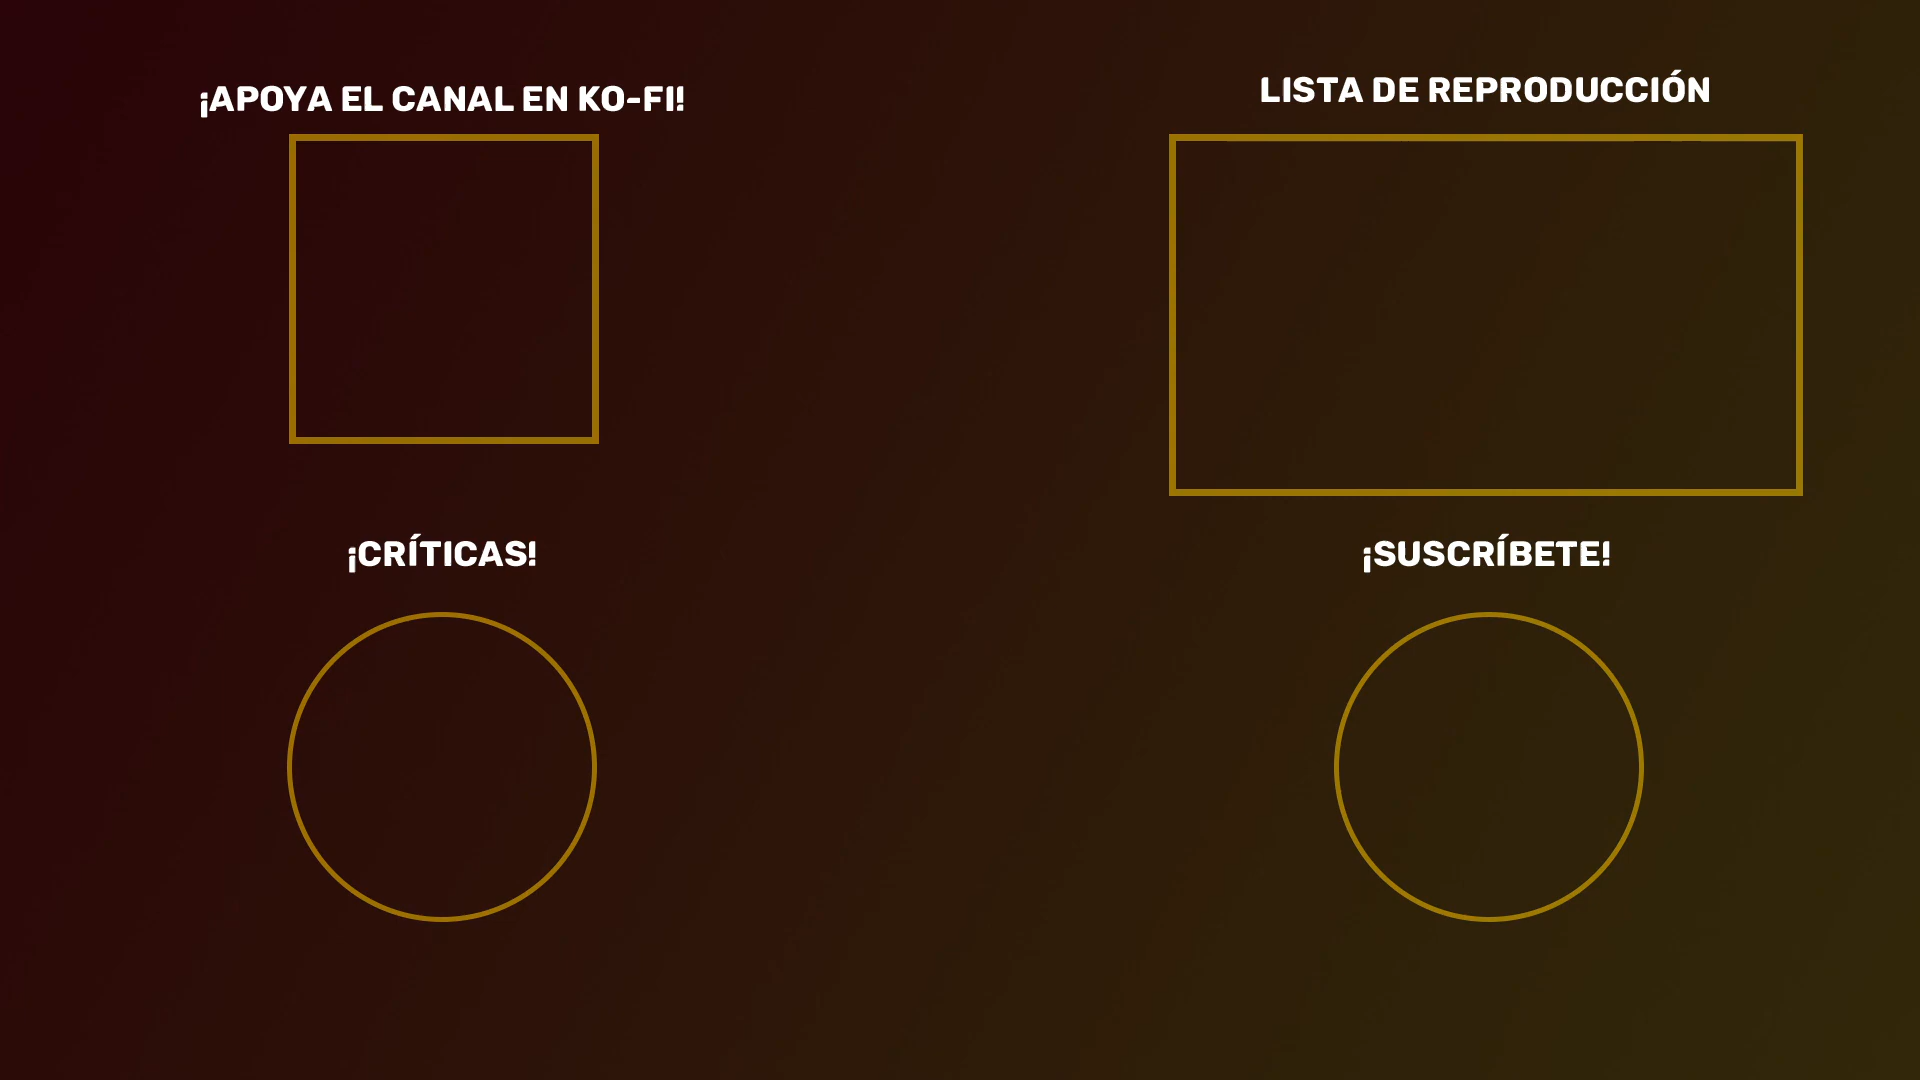 ¡APOYA EL CANAL EN KO-FI!
LISTA DE REPRODUCCIÓN
¡CRÍTICAS!
¡SUSCRÍBETE!